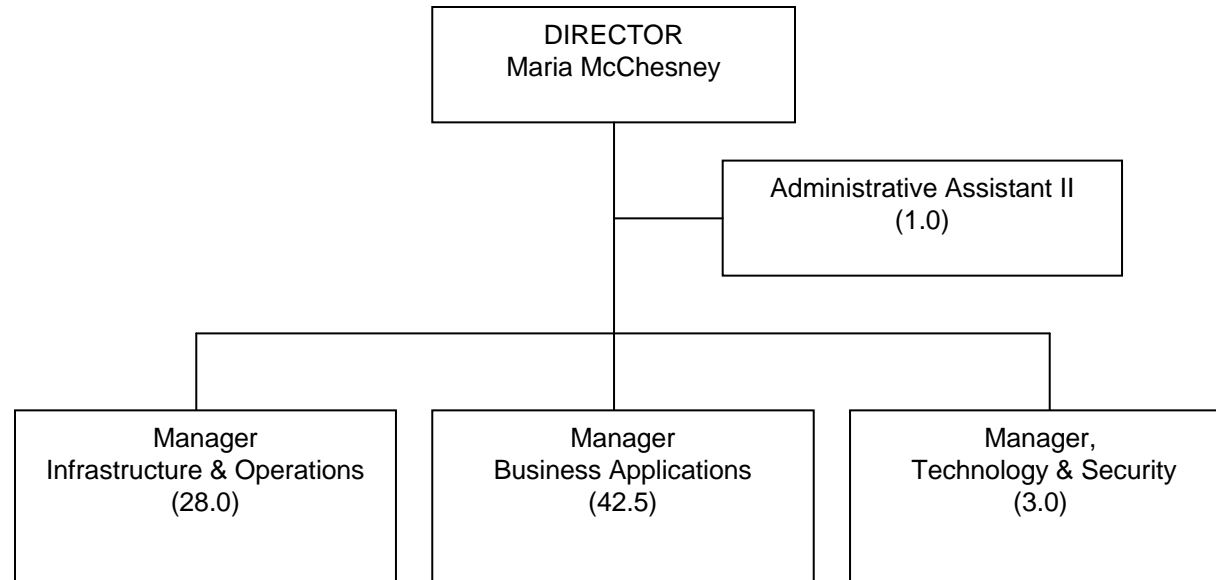 DIRECTOR
Maria McChesney
Administrative Assistant II
(1.0)
Manager
Infrastructure & Operations
(28.0)
Manager
Business Applications
(42.5)
Manager,
Technology & Security
(3.0)